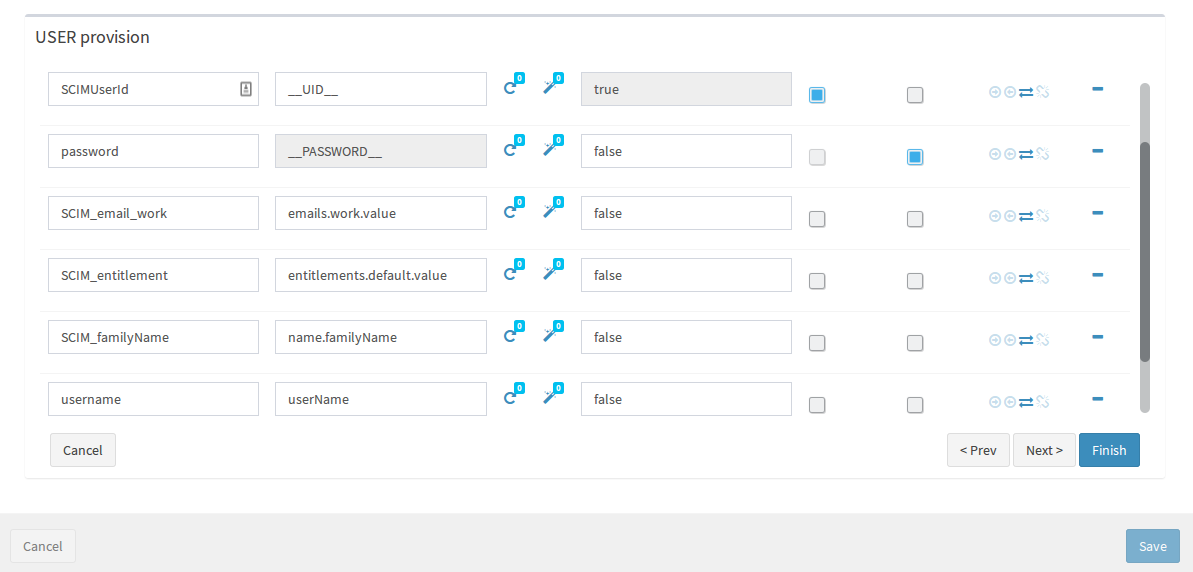 USER provision
SCIMUserId __UID__ 0 0 true
password __PASSWORD__ 0 0 false
SCIM_email_work emails.work.value 0 0 false
SCIM_entitlement entitlements.default.value 0 0 false
SCIM_familyName name.familyName 0 0 false
username userName 0 0 false
Cancel < Prev Next > Finish
Cancel Save